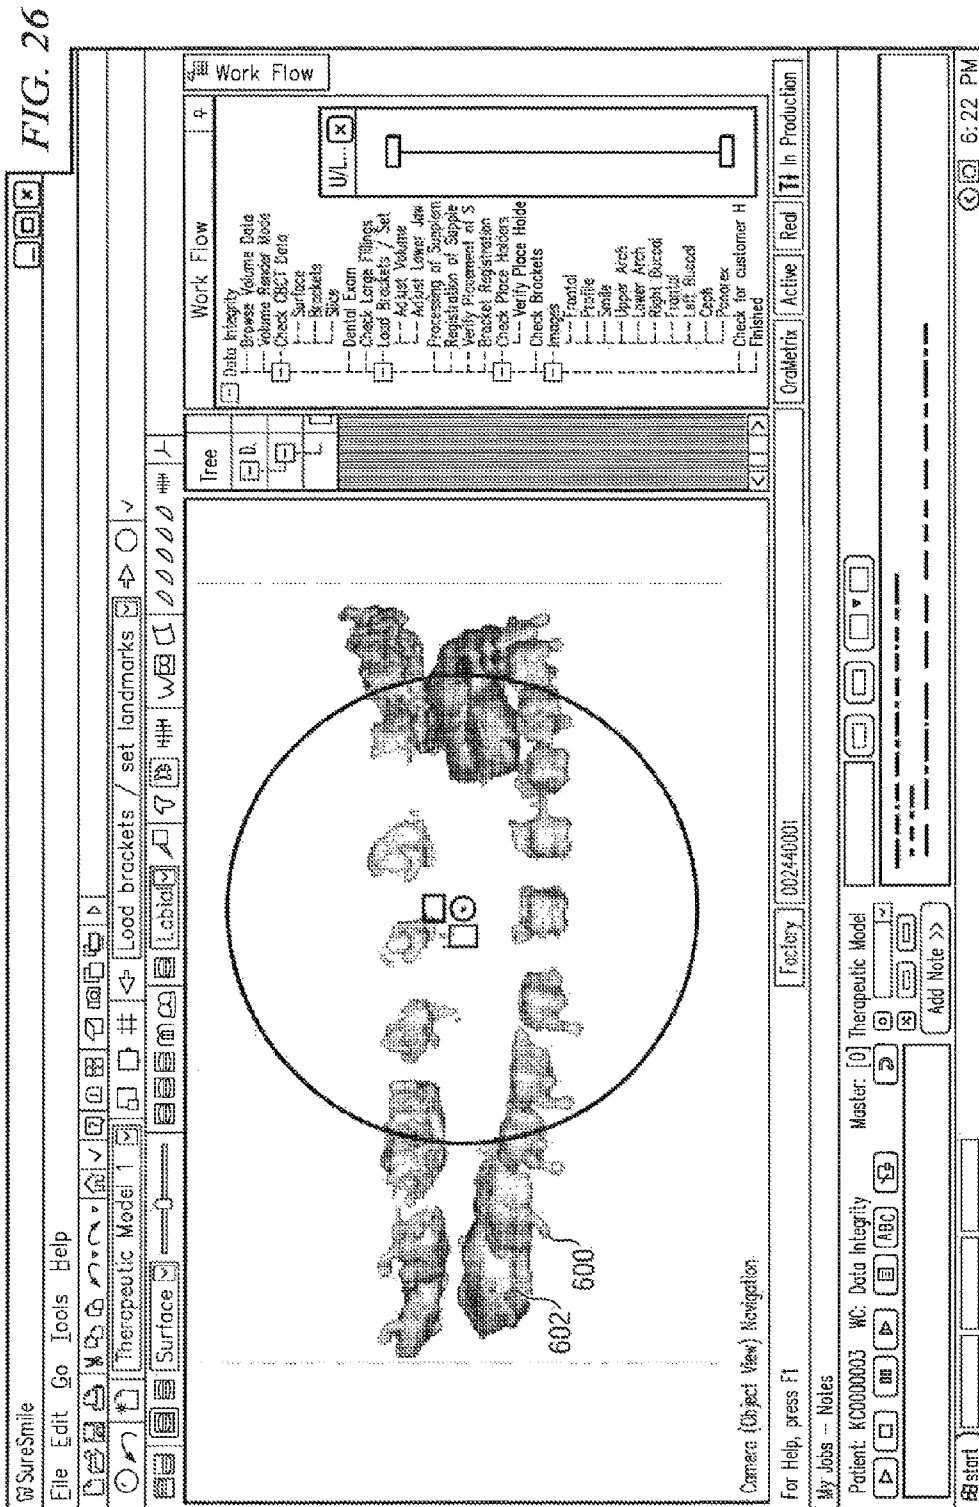 FIG. 26
SureSmile
File Edit Go Tools Help
Therapeutic Model 1
Load brackets / set landmarks
Surface
Labial
Tree
D.
Work Flow
Work Flow
Data Integrity
Browse Volume Data
Volume Render Mode
Check CBCT Data
Surface
Brackets
Slice
Dental Exam
Check Large Fillings
Load Brackets / Set
Adjust Volume
Adjust Lower Jaw
Processing of Supplem
Registration of Supple
Verify Placement of S
Bracket Registration
Check Place Holders
Verify Place Holde
Check Brackets
Images
Frontal
Profile
Smile
Upper Arch
Lower Arch
Right Buccal
Frontal
Left Buccal
Ceph
Panorex
Check for customer H
Finished
U/L...
600
602
Camera (Object View) Navigation
For Help, press F1
Factory
002440001
OraMetrix
Active
Real
In Production
My Jobs -- Notes
Patient: KC0000003 WC: Data Integrity Master: [0] Therapeutic Model
ABC
Add Note >>
start
6:22 PM